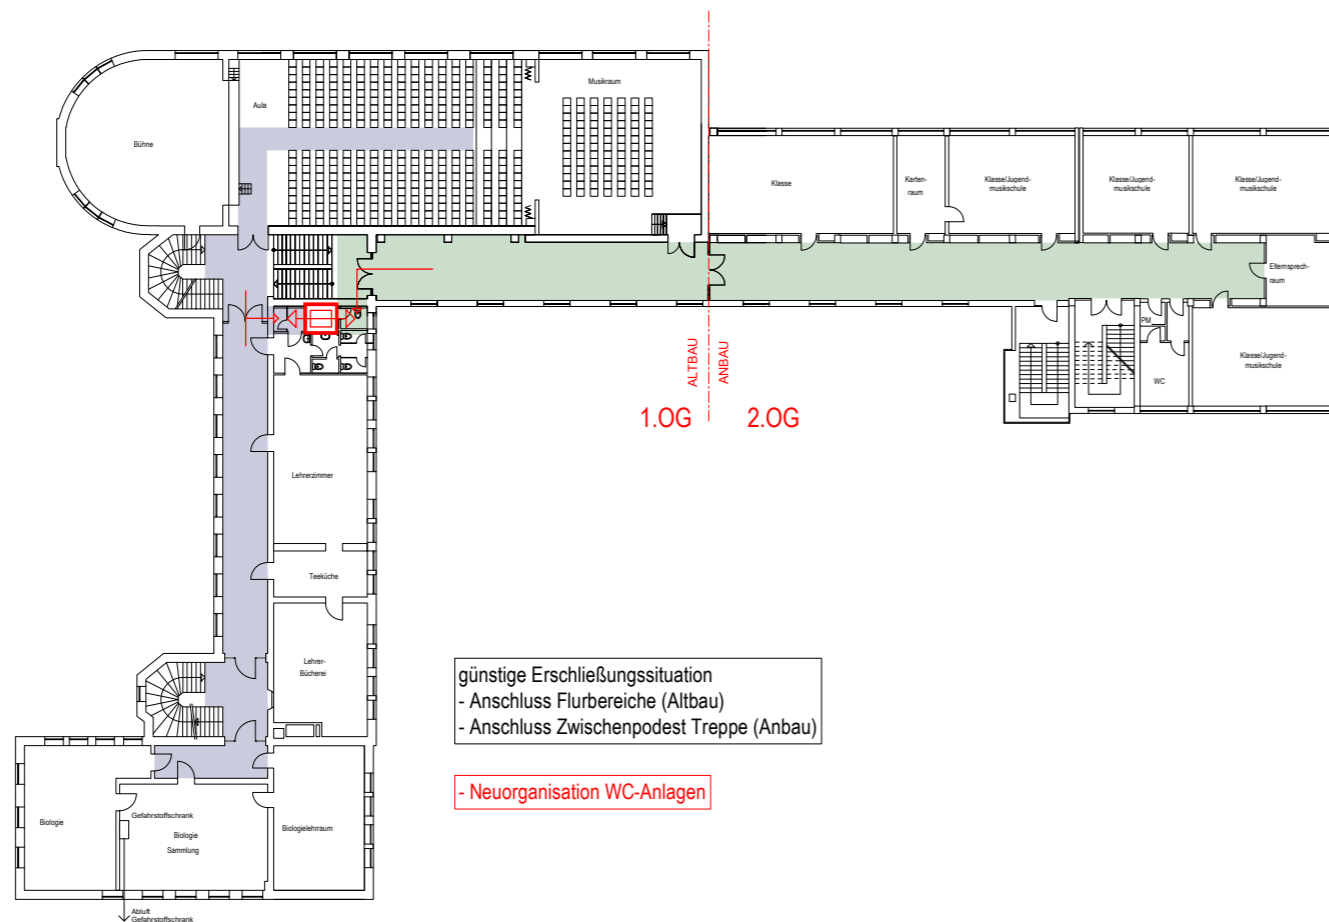 Musikraum
Aula
Bühne
Klasse
Karten-
raum
Klasse/Jugend-
musikschule
Klasse/Jugend-
musikschule
Klasse/Jugend-
musikschule
Elternsprech-
raum
PM
WC
Klasse/Jugend-
musikschule
ALTBAU
ANBAU
1.OG
2.OG
Lehrerzimmer
Teeküche
Lehrer-
Bücherei
günstige Erschließungssituation
- Anschluss Flurbereiche (Altbau)
- Anschluss Zwischenpodest Treppe (Anbau)
- Neuorganisation WC-Anlagen
Biologie
Gefahrstoffschrank
Biologie
Sammlung
Biologielehrraum
Abluft
Gefahrstoffschrank